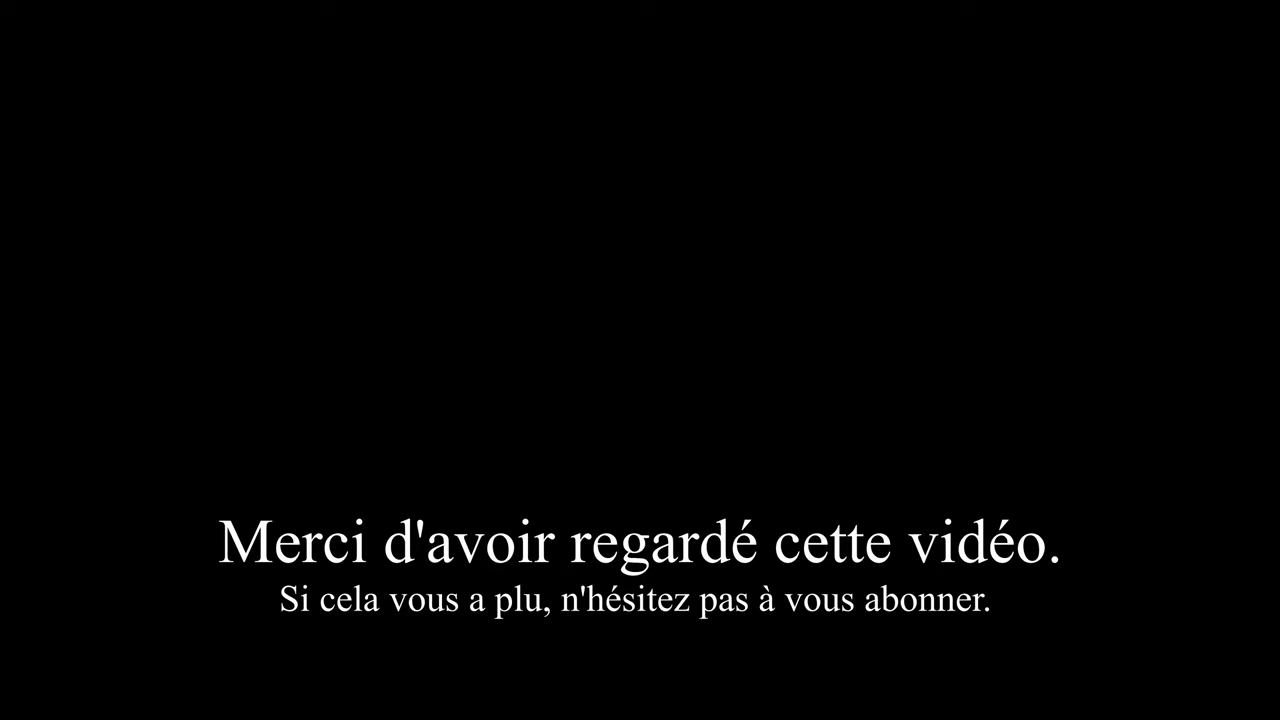 Merci d'avoir regardé cette vidéo.
Si cela vous a plu, n'hésitez pas à vous abonner.